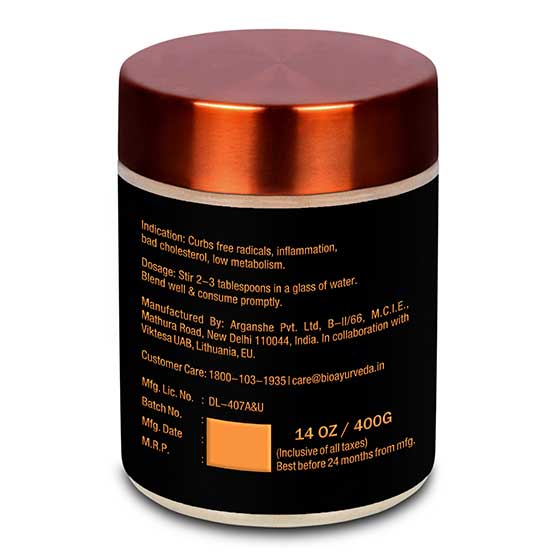 Indication: Curbs free radicals, inflammation,
bad cholesterol, low metabolism.
Dosage: Stir 2–3 tablespoons in a glass of water.
Blend well & consume promptly.
Manufactured By: Arganshe Pvt. Ltd, B–II/66, M.C.I.E.,
Mathura Road, New Delhi 110044, India. In collaboration with
Viktesa UAB, Lithuania, EU.
Customer Care: 1800–103–1935|care@bioayurveda.in
Mfg. Lic. No. : DL–407A&U
Batch No. :
Mfg. Date :
M.R.P. :
14 OZ / 400G
(Inclusive of all taxes)
Best before 24 months from mfg.